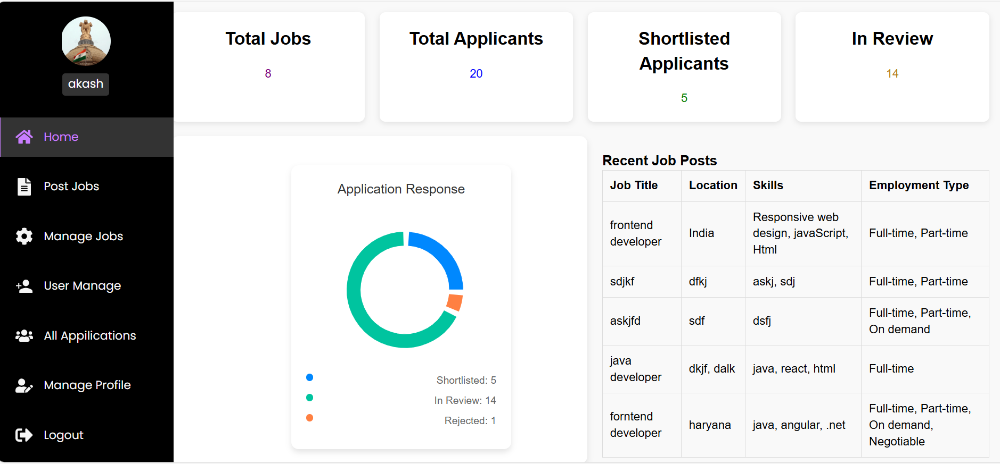 akash
Home
Post Jobs
Manage Jobs
User Manage
All Appilications
Manage Profile
Logout
Total Jobs
8
Total Applicants
20
Shortlisted
Applicants
5
In Review
14
Application Response
Shortlisted: 5
In Review: 14
Rejected: 1
Recent Job Posts
Job Title Location Skills Employment Type
frontend
developer
India
Responsive web
design, javaScript,
Html
Full-time, Part-time
sdjkf dfkj askj, sdj Full-time, Part-time
askjfd sdf dsfj
Full-time, Part-time,
On demand
java
developer
dkjf, dalk java, react, html Full-time
forntend
developer
haryana java, angular, .net
Full-time, Part-time,
On demand,
Negotiable